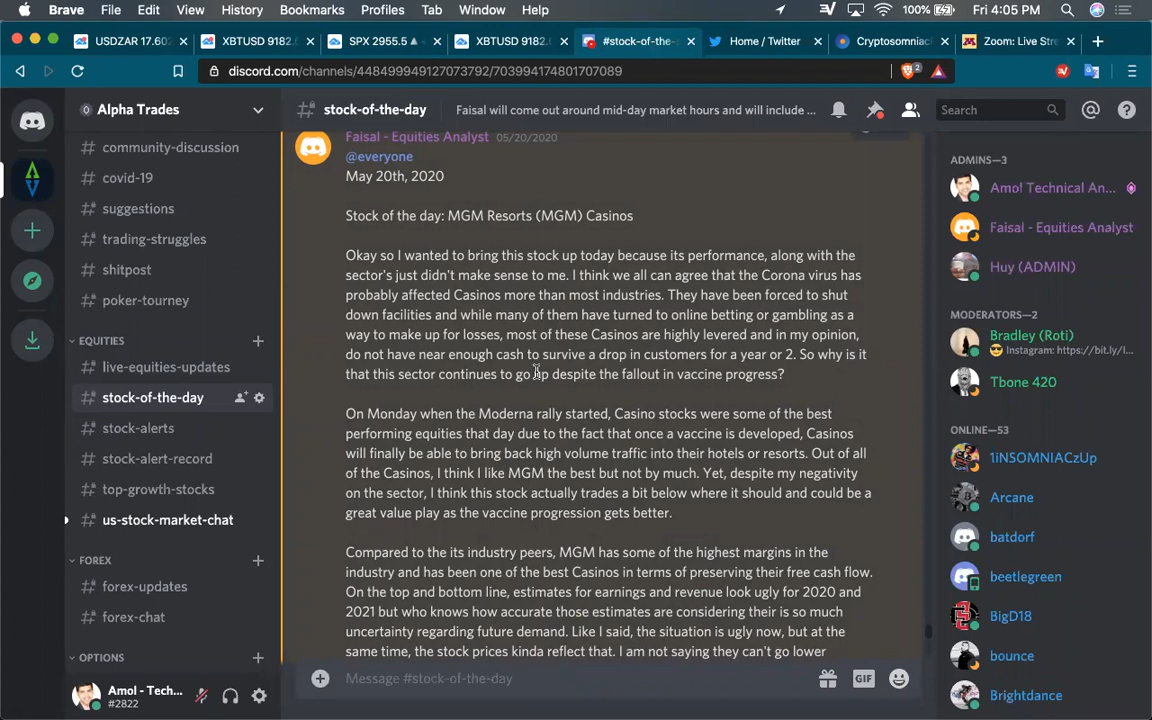 Brave File Edit View History Bookmarks Profiles Tab Window Help 100% Fri 4:05 PM
USDZAR 17.602 XBTUSD 9182.6 SPX 2955.5 XBTUSD 9182.6 #stock-of-the- Home / Twitter Cryptosomniac Zoom: Live Stre
discord.com/channels/448499949127073792/703994174801707089 2
Alpha Trades
community-discussion
covid-19
suggestions
trading-struggles
shitpost
poker-tourney
EQUITIES
live-equities-updates
stock-of-the-day
stock-alerts
stock-alert-record
top-growth-stocks
us-stock-market-chat
FOREX
forex-updates
forex-chat
OPTIONS
Amol - Tech...
#2822
stock-of-the-day Faisal will come out around mid-day market hours and will include ... Search
Faisal - Equities Analyst 05/20/2020
@everyone
May 20th, 2020
Stock of the day: MGM Resorts (MGM) Casinos
Okay so I wanted to bring this stock up today because its performance, along with the
sector's just didn't make sense to me. I think we all can agree that the Corona virus has
probably affected Casinos more than most industries. They have been forced to shut
down facilities and while many of them have turned to online betting or gambling as a
way to make up for losses, most of these Casinos are highly levered and in my opinion,
do not have near enough cash to survive a drop in customers for a year or 2. So why is it
that this sector continues to go up despite the fallout in vaccine progress?
On Monday when the Moderna rally started, Casino stocks were some of the best
performing equities that day due to the fact that once a vaccine is developed, Casinos
will finally be able to bring back high volume traffic into their hotels or resorts. Out of all
of the Casinos, I think I like MGM the best but not by much. Yet, despite my negativity
on the sector, I think this stock actually trades a bit below where it should and could be a
great value play as the vaccine progression gets better.
Compared to the its industry peers, MGM has some of the highest margins in the
industry and has been one of the best Casinos in terms of preserving their free cash flow.
On the top and bottom line, estimates for earnings and revenue look ugly for 2020 and
2021 but who knows how accurate those estimates are considering their is so much
uncertainty regarding future demand. Like I said, the situation is ugly now, but at the
same time, the stock prices kinda reflect that. I am not saying they can't go lower
Message #stock-of-the-day
GIF
ADMINS—3
Amol Technical An...
Faisal - Equities Analyst
Huy (ADMIN)
MODERATORS—2
Bradley (Roti)
Instagram: https://bit.ly/I...
Tbone 420
ONLINE—53
1iNSOMNIACzUp
Arcane
batdorf
beetlegreen
BigD18
bounce
Brightdance